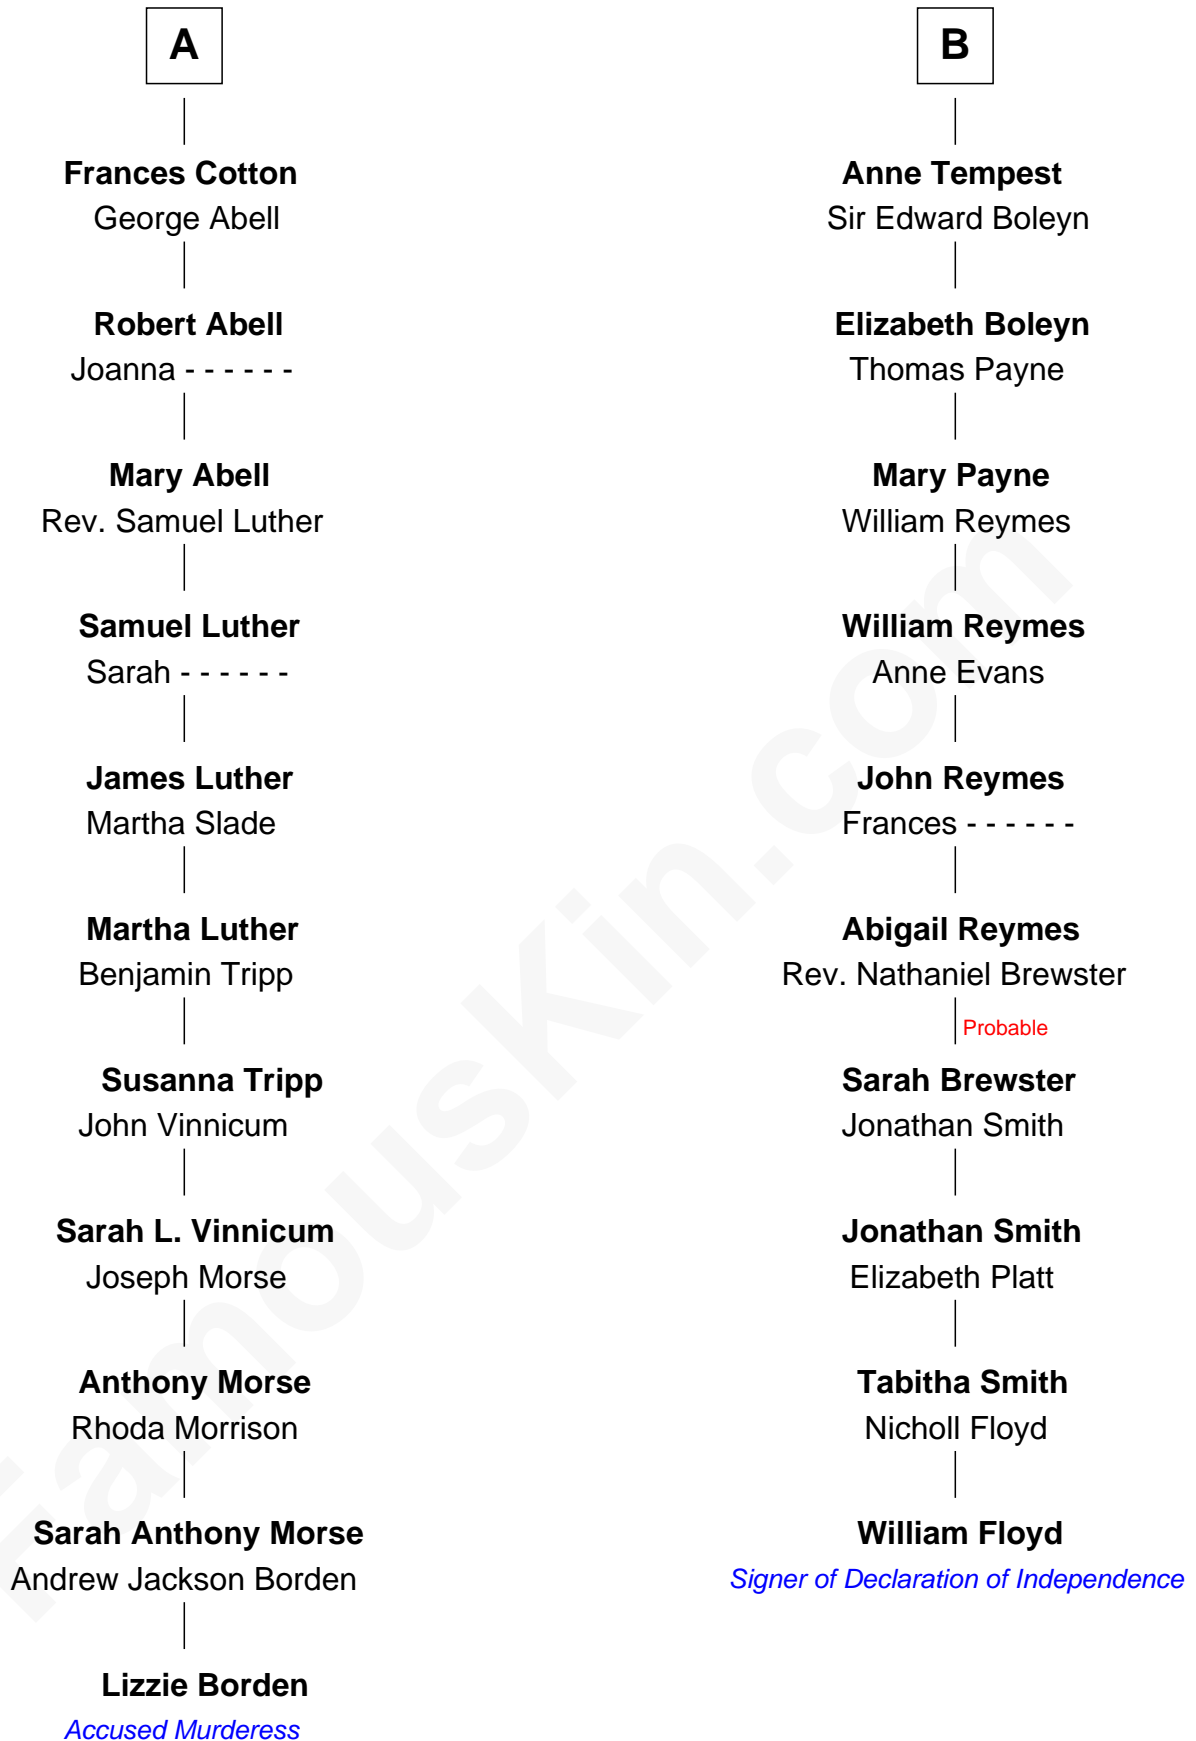 A
Frances Cotton
George Abell
Robert Abell
Joanna - - - - - -
Mary Abell
Rev. Samuel Luther
Samuel Luther
Sarah - - - - - -
James Luther
Martha Slade
Martha Luther
Benjamin Tripp
Susanna Tripp
John Vinnicum
Sarah L. Vinnicum
Joseph Morse
Anthony Morse
Rhoda Morrison
Sarah Anthony Morse
Andrew Jackson Borden
Lizzie Borden
Accused Murderess
B
Anne Tempest
Sir Edward Boleyn
Elizabeth Boleyn
Thomas Payne
Mary Payne
William Reymes
William Reymes
Anne Evans
John Reymes
Frances - - - - - -
Abigail Reymes
Rev. Nathaniel Brewster
Probable
Sarah Brewster
Jonathan Smith
Jonathan Smith
Elizabeth Platt
Tabitha Smith
Nicholl Floyd
William Floyd
Signer of Declaration of Independence
FamousKin.com